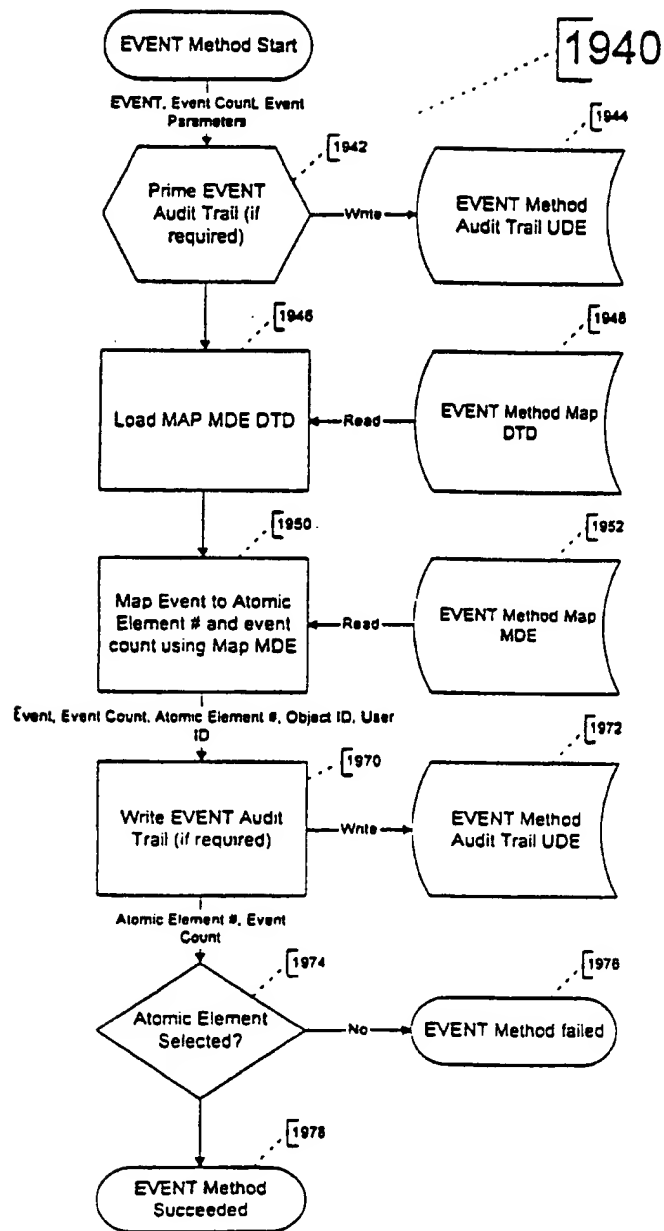 EVENT Method Start
1940
EVENT, Event Count, Event
Parameters
1942
1944
Prime EVENT
Audit Trail (if
required)
Write
EVENT Method
Audit Trail UDE
1946
1948
Load MAP MDE DTD
Read
EVENT Method Map
DTD
1950
1952
Map Event to Atomic
Element # and event
count using Map MDE
Read
EVENT Method Map
MDE
Event, Event Count, Atomic Element #, Object ID, User
ID
1970
1972
Write EVENT Audit
Trail (if required)
Write
EVENT Method
Audit Trail UDE
Atomic Element #, Event
Count
1974
1976
Atomic Element
Selected?
No
EVENT Method failed
1978
EVENT Method
Succeeded